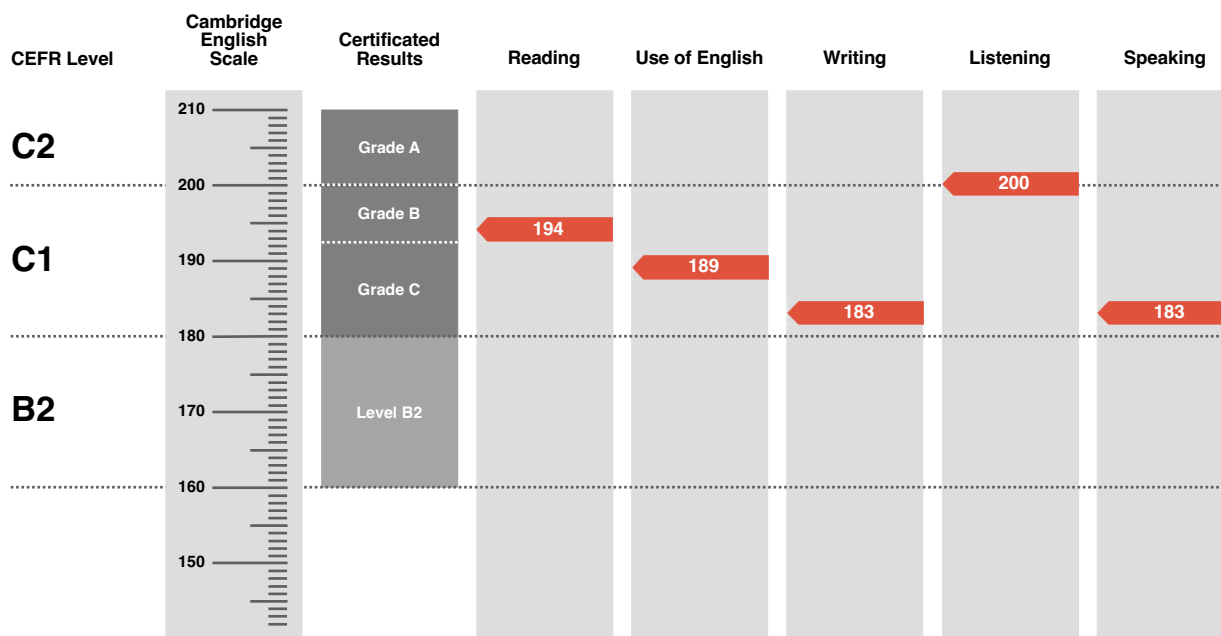 CEFR Level
Cambridge
English
Scale
Certificated
Results
Reading
Use of English
Writing
Listening
Speaking
210
C2
Grade A
200
200
Grade B
194
C1
190
189
Grade C
183
183
180
B2
170
Level B2
160
150